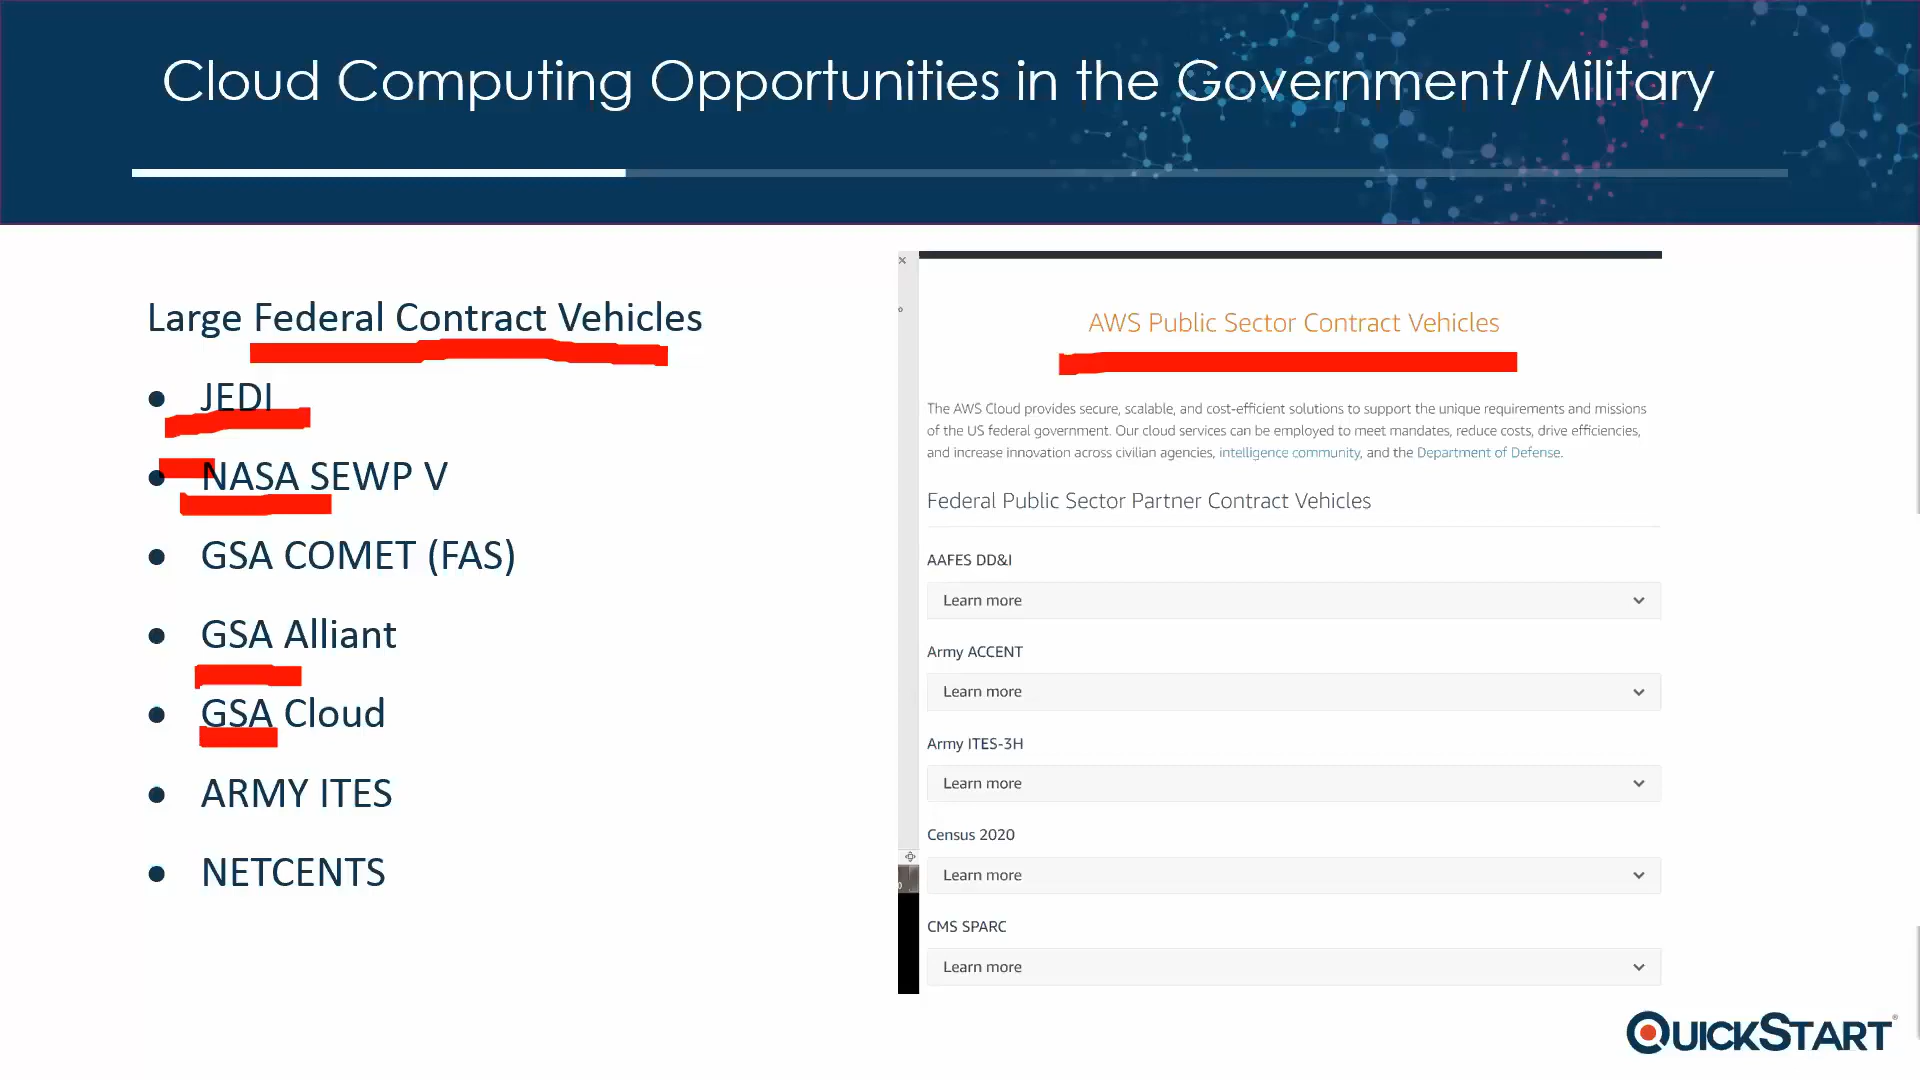 Cloud Computing Opportunities in the Government/Military
Large Federal Contract Vehicles
● JEDI
● NASA SEWP V
● GSA COMET (FAS)
● GSA Alliant
● GSA Cloud
● ARMY ITES
● NETCENTS
AWS Public Sector Contract Vehicles
The AWS Cloud provides secure, scalable, and cost-efficient solutions to support the unique requirements and missions
of the US federal government. Our cloud services can be employed to meet mandates, reduce costs, drive efficiencies,
and increase innovation across civilian agencies, intelligence community, and the Department of Defense.
Federal Public Sector Partner Contract Vehicles
AAFES DD&I
Learn more
Army ACCENT
Learn more
Army ITES-3H
Learn more
Census 2020
Learn more
CMS SPARC
Learn more
QUICKSTART®